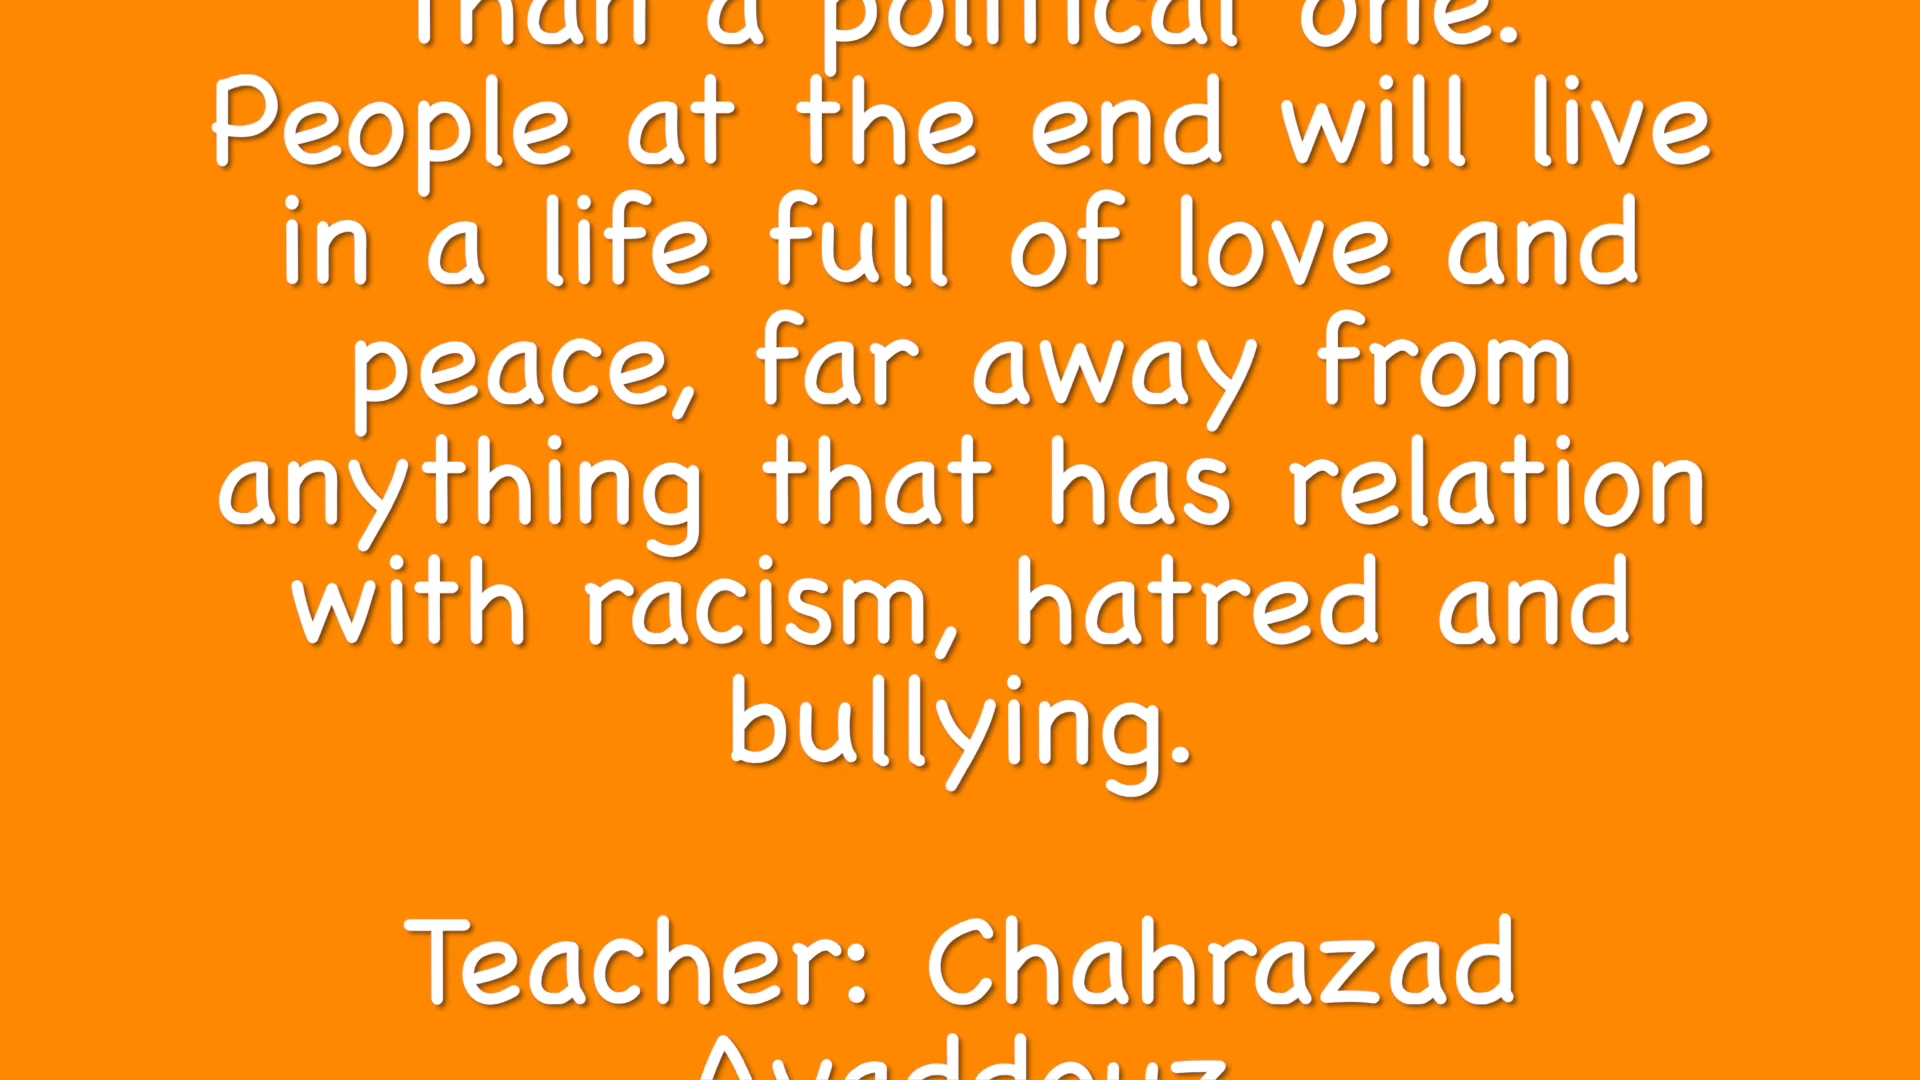 than a political one.
People at the end will live
in a life full of love and
peace, far away from
anything that has relation
with racism, hatred and
bullying.
Teacher: Chahrazad